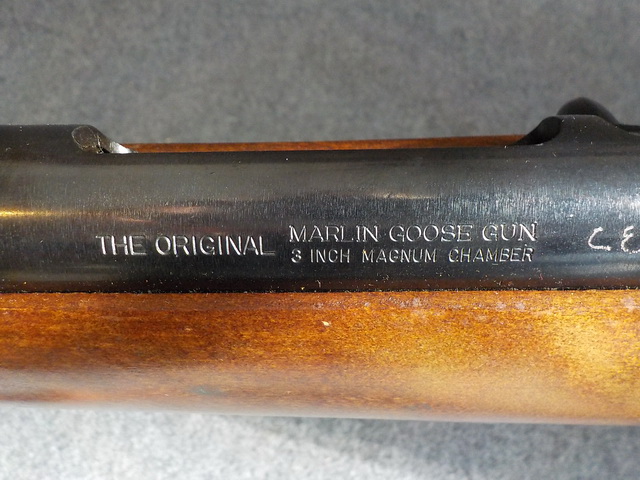 THE ORIGINAL
MARLIN GOOSE GUN
3 INCH MAGNUM CHAMBER